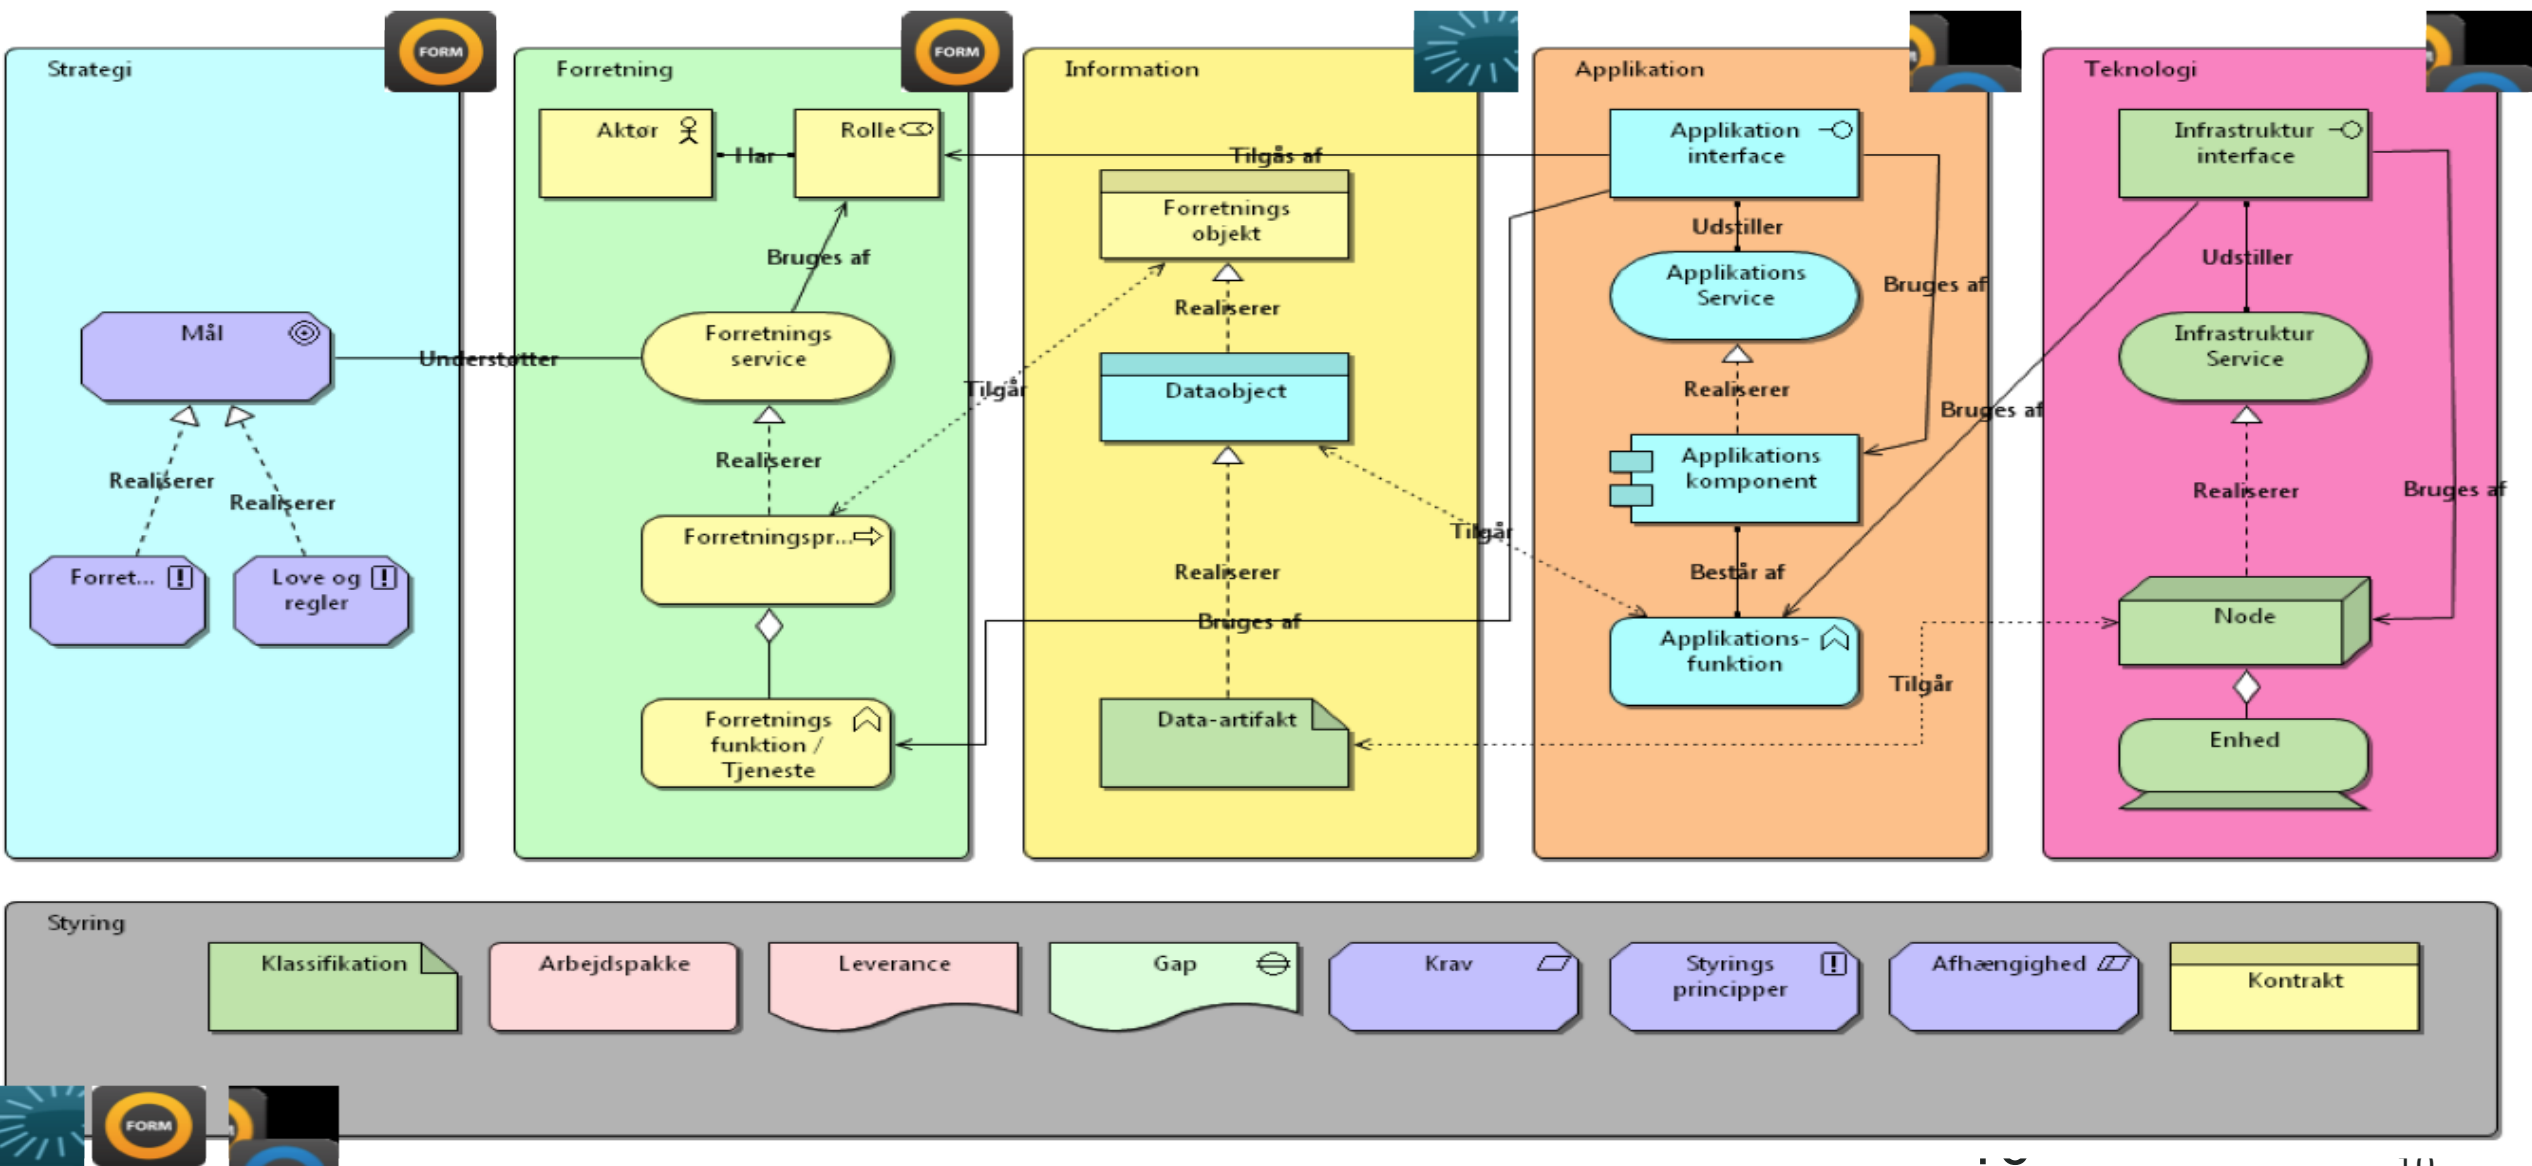 FORM
FORM
Strategi
Forretning
Information
Applikation
Teknologi
Aktør
Rolle
Har
Tilgås af
Applikation
interface
Infrastruktur
interface
Forretnings
objekt
Udstiller
Udstiller
Bruges af
Applikations
Service
Bruges af
Realiserer
Mål
Understøtter
Forretnings
service
Tilgår
Dataobject
Realiserer
Bruges af
Infrastruktur
Service
Realiserer
Realiserer
Realiserer
Applikations
komponent
Realiserer
Bruges af
Forretningspr...
Tilgår
Forret...
Love og
regler
Realiserer
Består af
Bruges af
Applikations-
funktion
Node
Tilgår
Forretnings
funktion /
Tjeneste
Data-artifakt
Enhed
Styring
Klassifikation
Arbejdspakke
Leverance
Gap
Krav
Styrings
principper
Afhængighed
Kontrakt
FORM